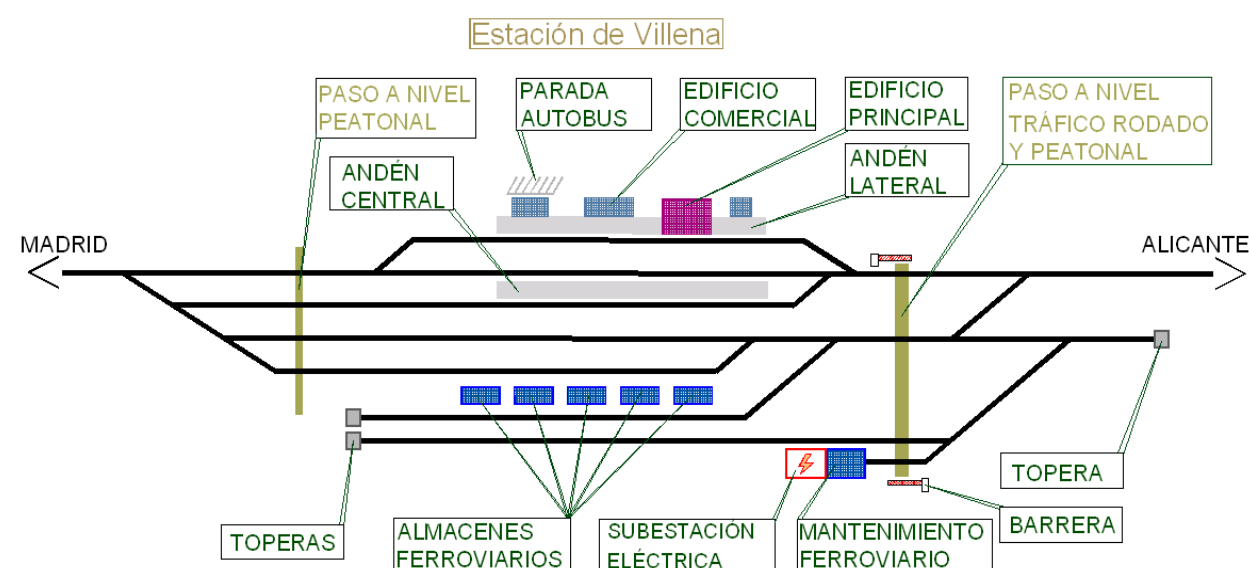 Estación de Villena
PASO A NIVEL
PEATONAL
PARADA
AUTOBUS
EDIFICIO
COMERCIAL
EDIFICIO
PRINCIPAL
PASO A NIVEL
TRÁFICO RODADO
Y PEATONAL
ANDÉN
CENTRAL
ANDÉN
LATERAL
MADRID
ALICANTE
TOPERA
BARRERA
TOPERAS
ALMACENES
FERROVIARIOS
SUBESTACIÓN
ELÉCTRICA
MANTENIMIENTO
FERROVIARIO